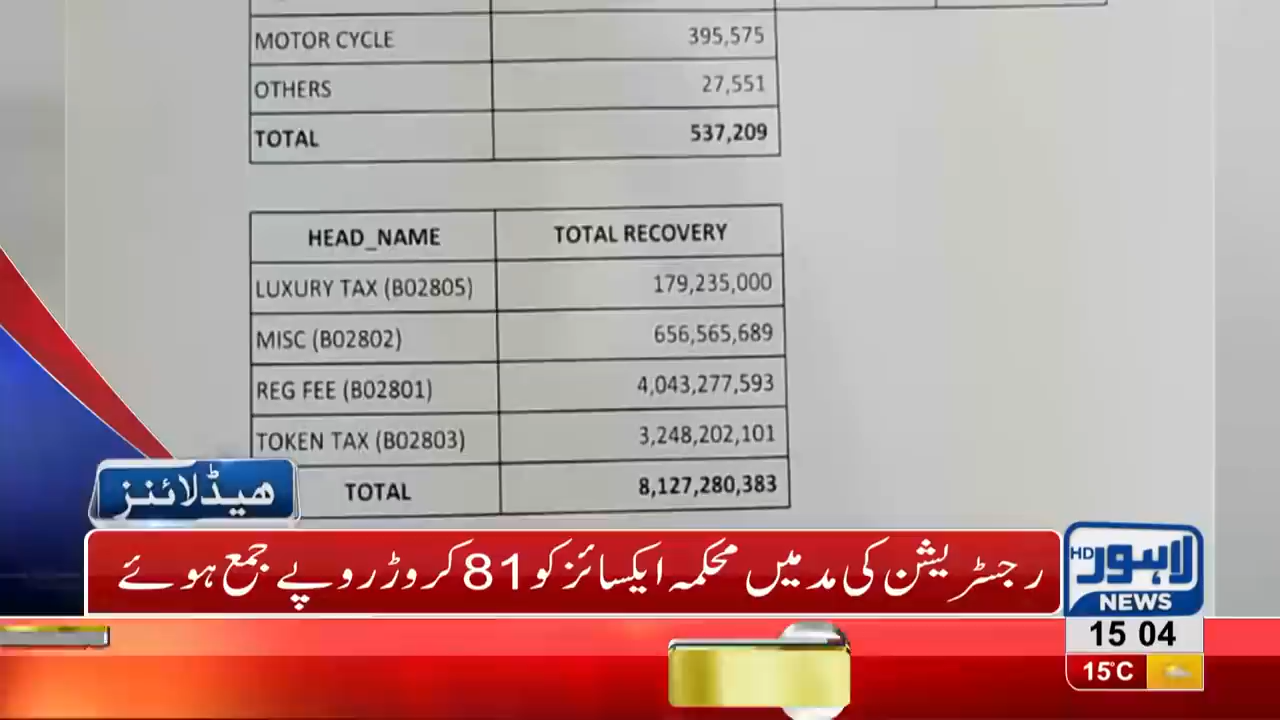 MOTOR CYCLE 395,575
OTHERS 27,551
TOTAL 537,209
HEAD_NAME TOTAL RECOVERY
LUXURY TAX (B02805) 179,235,000
MISC (B02802) 656,565,689
REG FEE (B02801) 4,043,277,593
TOKEN TAX (B02803) 3,248,202,101
TOTAL 8,127,280,383
ھیڈلائنز
رجسٹریشن کی مد میں محکمہ ایکسائز کو 81 کروڑ روپے جمع ہوئے
لاہور HD
NEWS
15 04
15°C